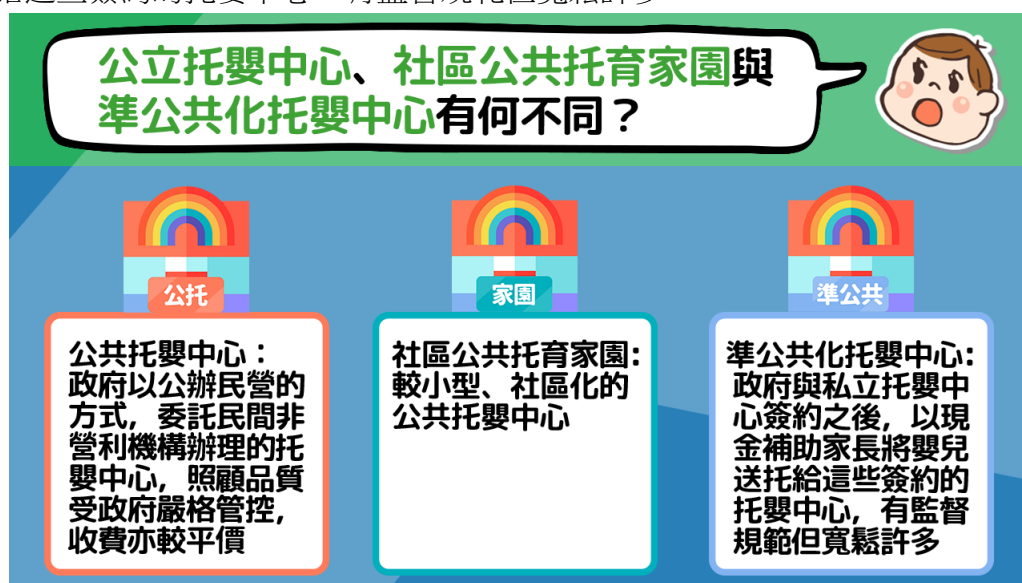 公立托嬰中心、社區公共托育家園與
準公共化托嬰中心有何不同？
公托
公共托嬰中心：
政府以公辦民營的
方式，委託民間非
營利機構辦理的托
嬰中心，照顧品質
受政府嚴格管控，
收費亦較平價
家園
社區公共托育家園:
較小型、社區化的
公共托嬰中心
準公共
準公共化托嬰中心:
政府與私立托嬰中
心簽約之後，以現
金補助家長將嬰兒
送托給這些簽約的
托嬰中心，有監督
規範但寬鬆許多